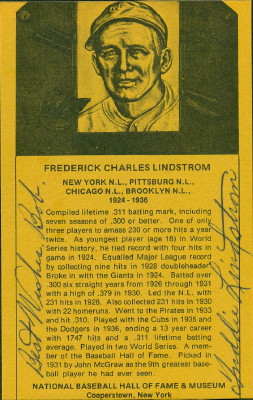 FREDERICK CHARLES LINDSTROM
NEW YORK N.L., PITTSBURG N.L.,
CHICAGO N.L., BROOKLYN N.L.,
1924 - 1936
Compiled lifetime .311 batting mark, including
seven seasons of .300 or better. One of only
three players to amass 230 or more hits a year
twice. As youngest player (age 18) in World
Series history, he tied record with four hits in
game in 1924. Equalled Major League record
by collecting nine hits in 1928 doubleheader.
Broke in with the Giants in 1924. Batted over
.300 six straight years from 1926 through 1931
with a high of .379 in 1930. Led the N.L. with
231 hits in 1928. Also collected 231 hits in 1930
with 22 homeruns. Went to the Pirates in 1933
and hit .310. Played with the Cubs in 1935 and
the Dodgers in 1936, ending a 13 year career
with 1747 hits and a .311 lifetime batting
average. Played in two World Series. A mem-
ber of the Baseball Hall of Fame. Picked in
1931 by John McGraw as the 9th greatest base-
ball player he had ever seen.
NATIONAL BASEBALL HALL OF FAME & MUSEUM
Cooperstown, New York
Best Wishes
Lindstrom